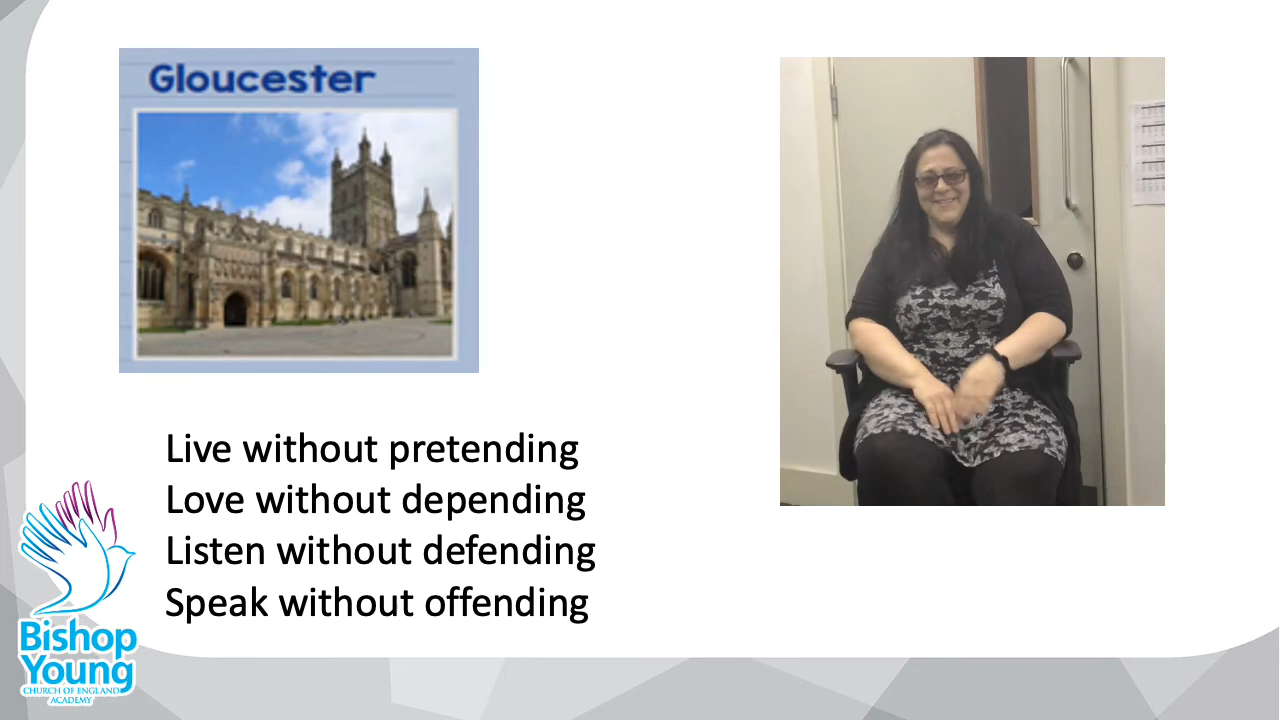 Gloucester
Live without pretending
Love without depending
Listen without defending
Speak without offending
Bishop
Young
CHURCH OF ENGLAND
ACADEMY